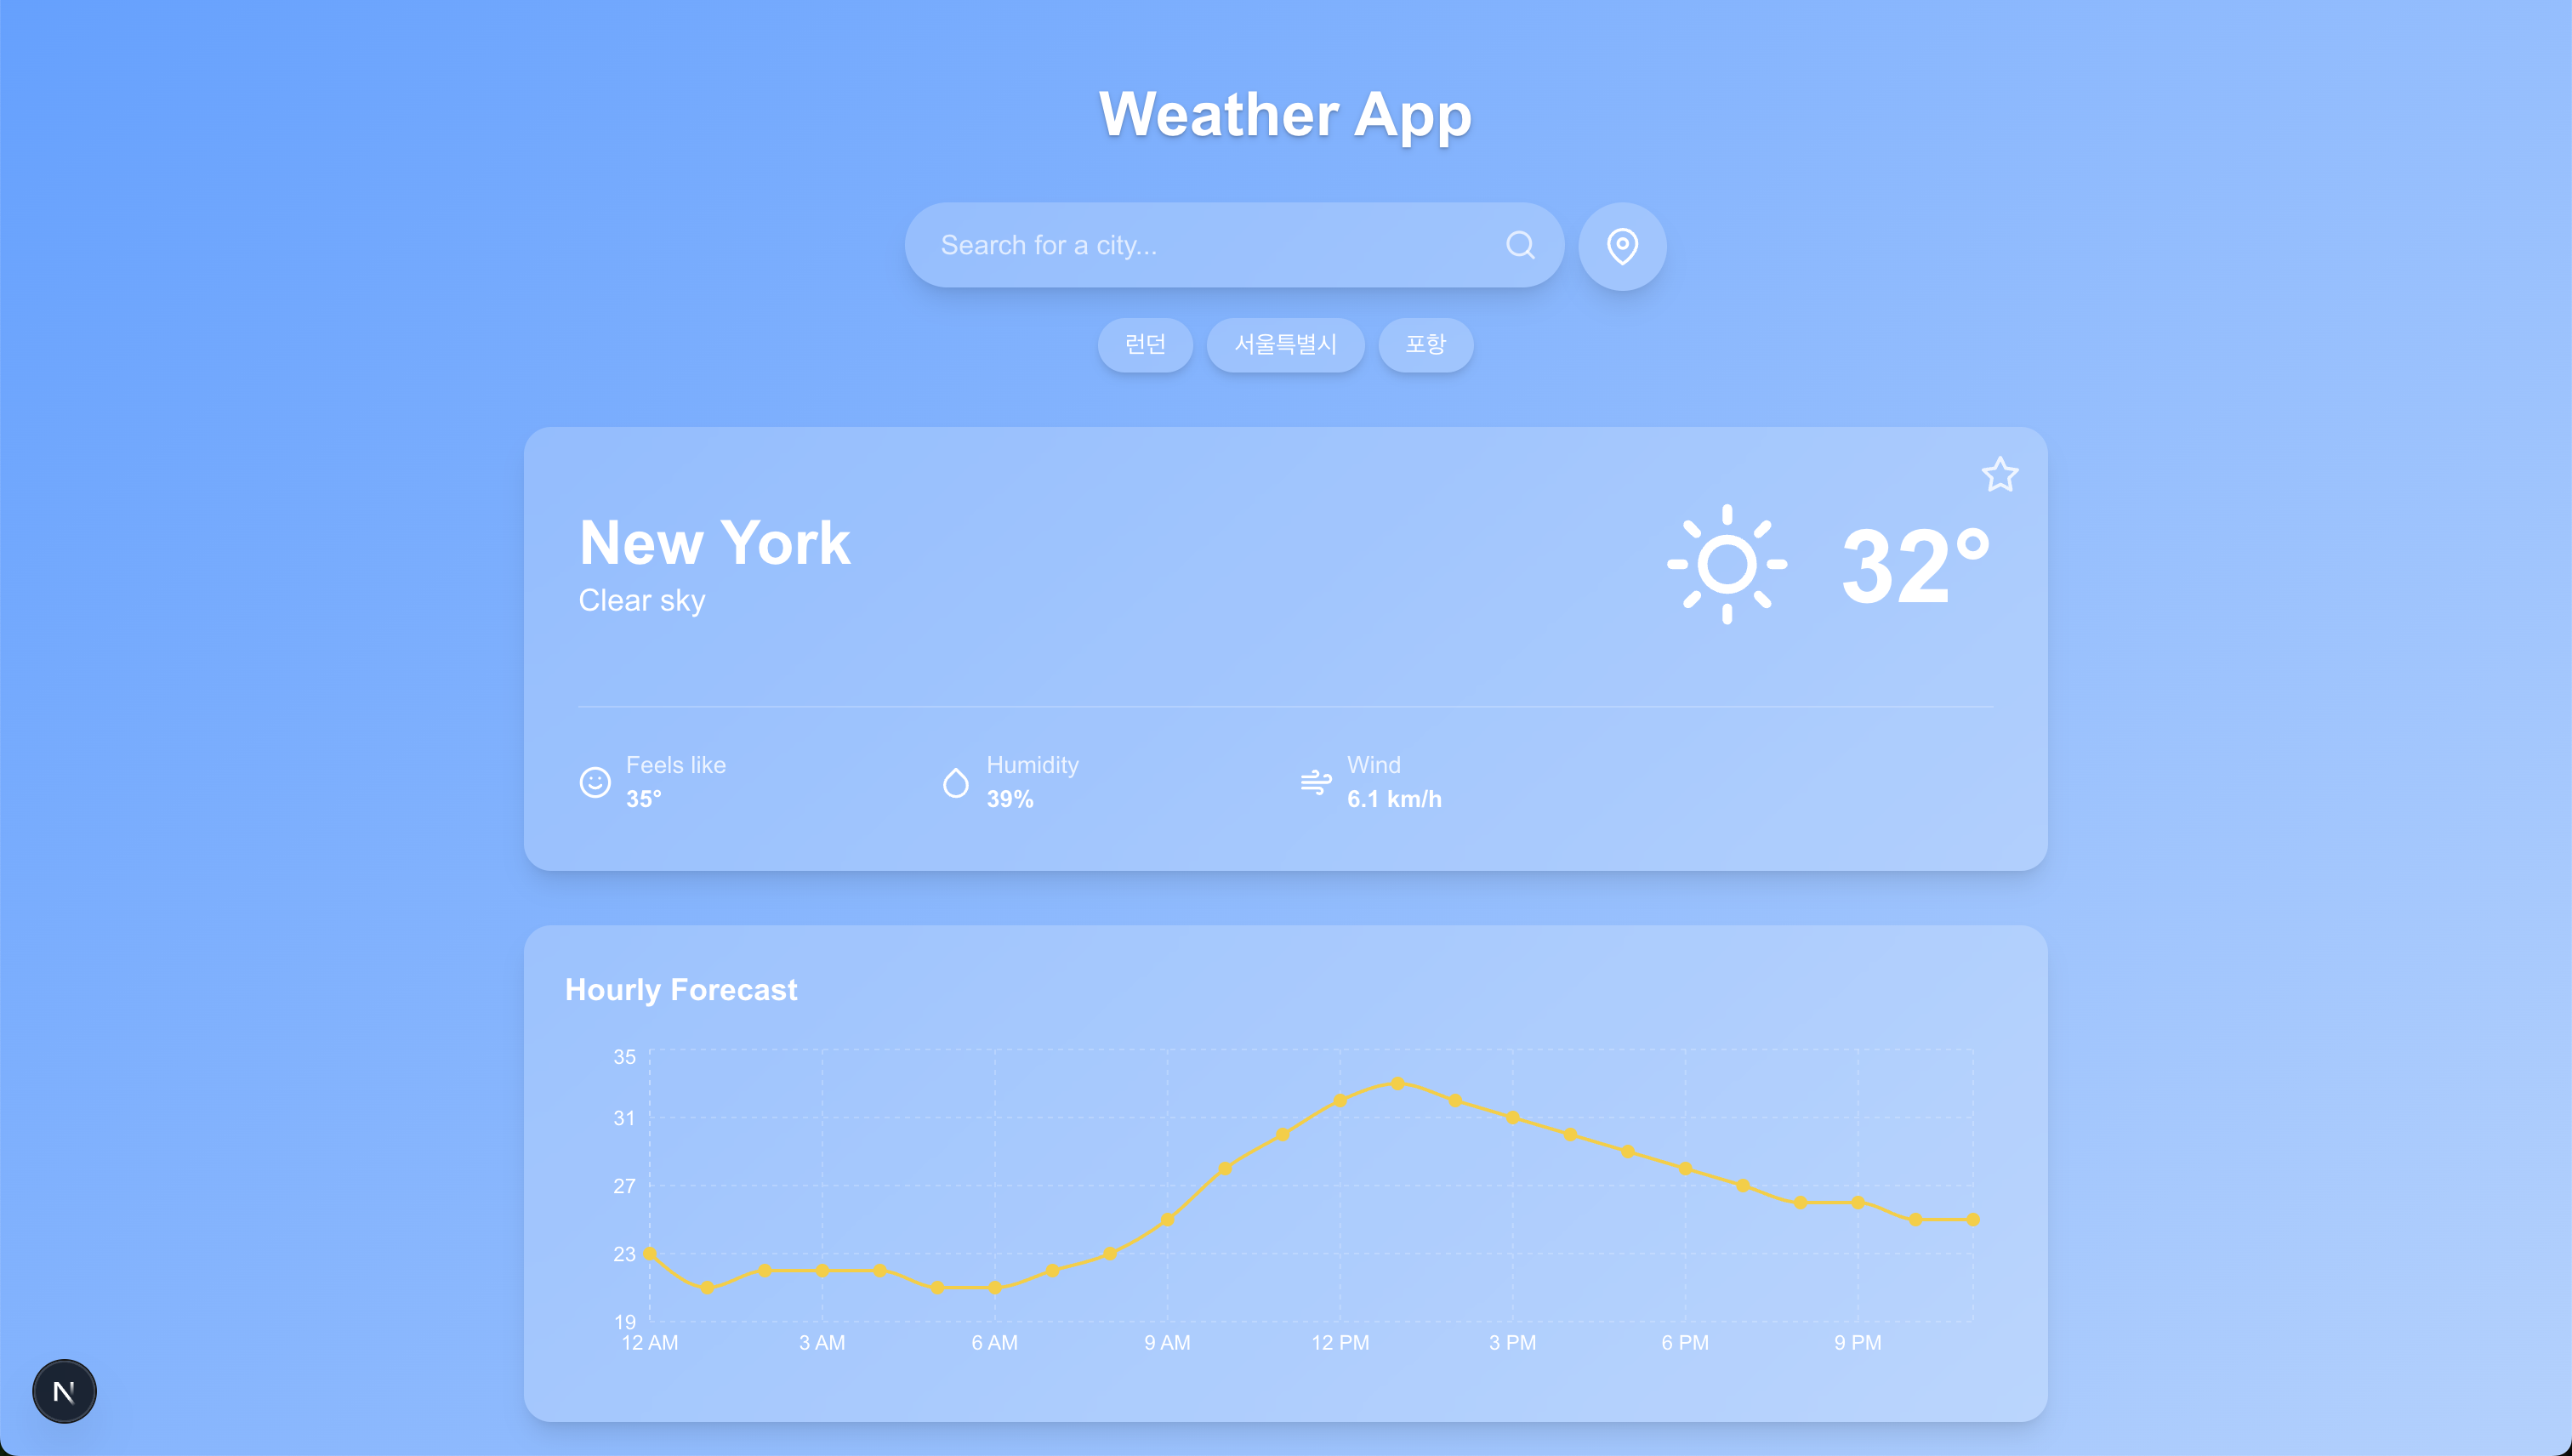 Weather App
Search for a city...
런던 서울특별시 포항
New York
Clear sky
32°
Feels like
35°
Humidity
39%
Wind
6.1 km/h
Hourly Forecast
35
31
27
23
19
12 AM 3 AM 6 AM 9 AM 12 PM 3 PM 6 PM 9 PM
N